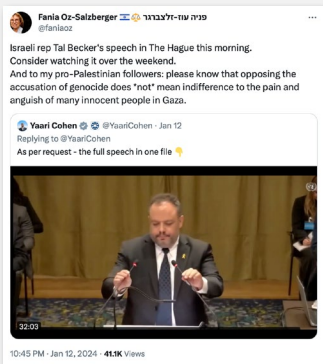 Fania Oz-Salzberger 🇮🇱⚖️ פניה עוז-זלצברגר
@faniaoz
Israeli rep Tal Becker's speech in The Hague this morning.
Consider watching it over the weekend.
And to my pro-Palestinian followers: please know that opposing the
accusation of genocide does *not* mean indifference to the pain and
anguish of many innocent people in Gaza.
Yaari Cohen @YaariCohen · Jan 12
Replying to @YaariCohen
As per request - the full speech in one file 👇
32:03
10:45 PM · Jan 12, 2024 · 41.1K Views